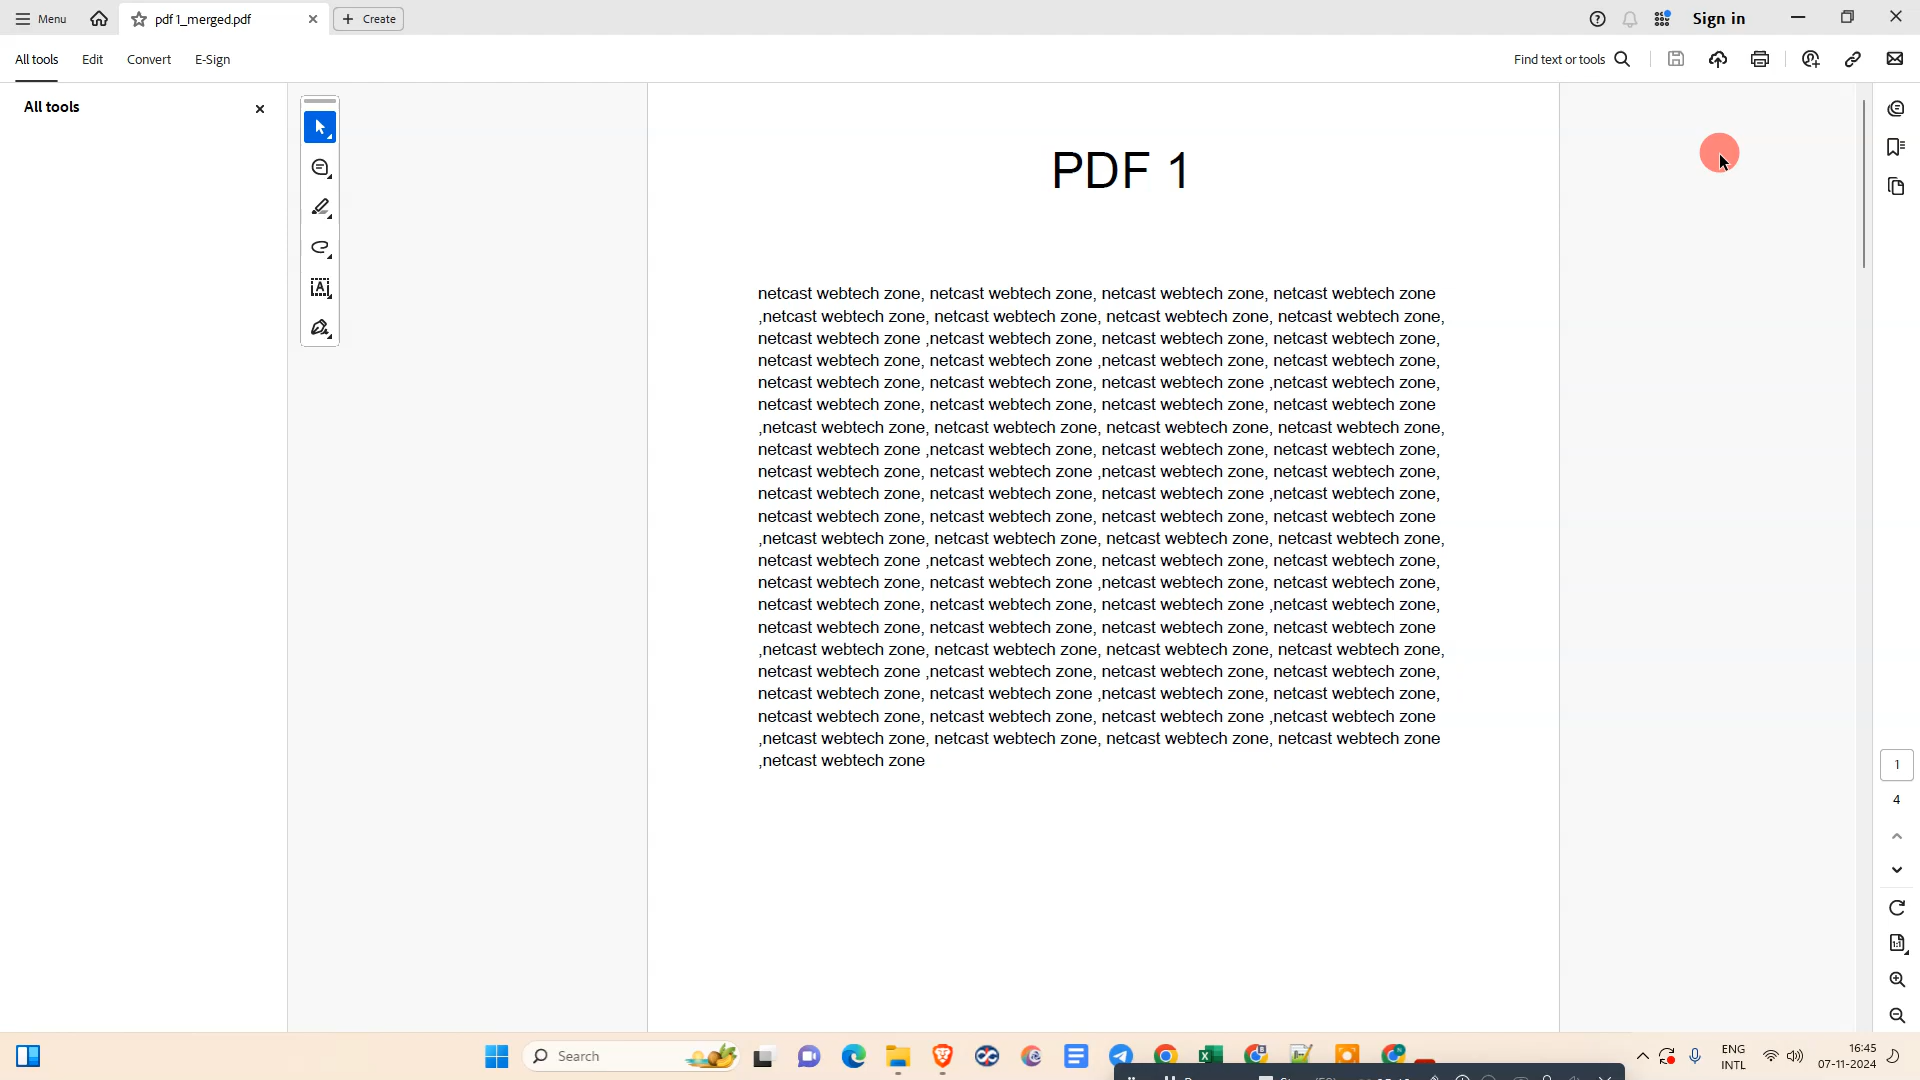 Menu
pdf 1_merged.pdf
Create
Sign in
All tools
Edit
Convert
E-Sign
Find text or tools
All tools
PDF 1
netcast webtech zone, netcast webtech zone, netcast webtech zone, netcast webtech zone
,netcast webtech zone, netcast webtech zone, netcast webtech zone, netcast webtech zone,
netcast webtech zone ,netcast webtech zone, netcast webtech zone, netcast webtech zone,
netcast webtech zone, netcast webtech zone ,netcast webtech zone, netcast webtech zone,
netcast webtech zone, netcast webtech zone, netcast webtech zone ,netcast webtech zone,
netcast webtech zone, netcast webtech zone, netcast webtech zone, netcast webtech zone
,netcast webtech zone, netcast webtech zone, netcast webtech zone, netcast webtech zone,
netcast webtech zone ,netcast webtech zone, netcast webtech zone, netcast webtech zone,
netcast webtech zone, netcast webtech zone ,netcast webtech zone, netcast webtech zone,
netcast webtech zone, netcast webtech zone, netcast webtech zone ,netcast webtech zone,
netcast webtech zone, netcast webtech zone, netcast webtech zone, netcast webtech zone
,netcast webtech zone, netcast webtech zone, netcast webtech zone, netcast webtech zone,
netcast webtech zone ,netcast webtech zone, netcast webtech zone, netcast webtech zone,
netcast webtech zone, netcast webtech zone ,netcast webtech zone, netcast webtech zone,
netcast webtech zone, netcast webtech zone, netcast webtech zone ,netcast webtech zone,
netcast webtech zone, netcast webtech zone, netcast webtech zone, netcast webtech zone
,netcast webtech zone, netcast webtech zone, netcast webtech zone, netcast webtech zone,
netcast webtech zone ,netcast webtech zone, netcast webtech zone, netcast webtech zone,
netcast webtech zone, netcast webtech zone ,netcast webtech zone, netcast webtech zone,
netcast webtech zone, netcast webtech zone, netcast webtech zone ,netcast webtech zone
,netcast webtech zone, netcast webtech zone, netcast webtech zone, netcast webtech zone
,netcast webtech zone
1
4
Search
ENG
INTL
16:45
07-11-2024